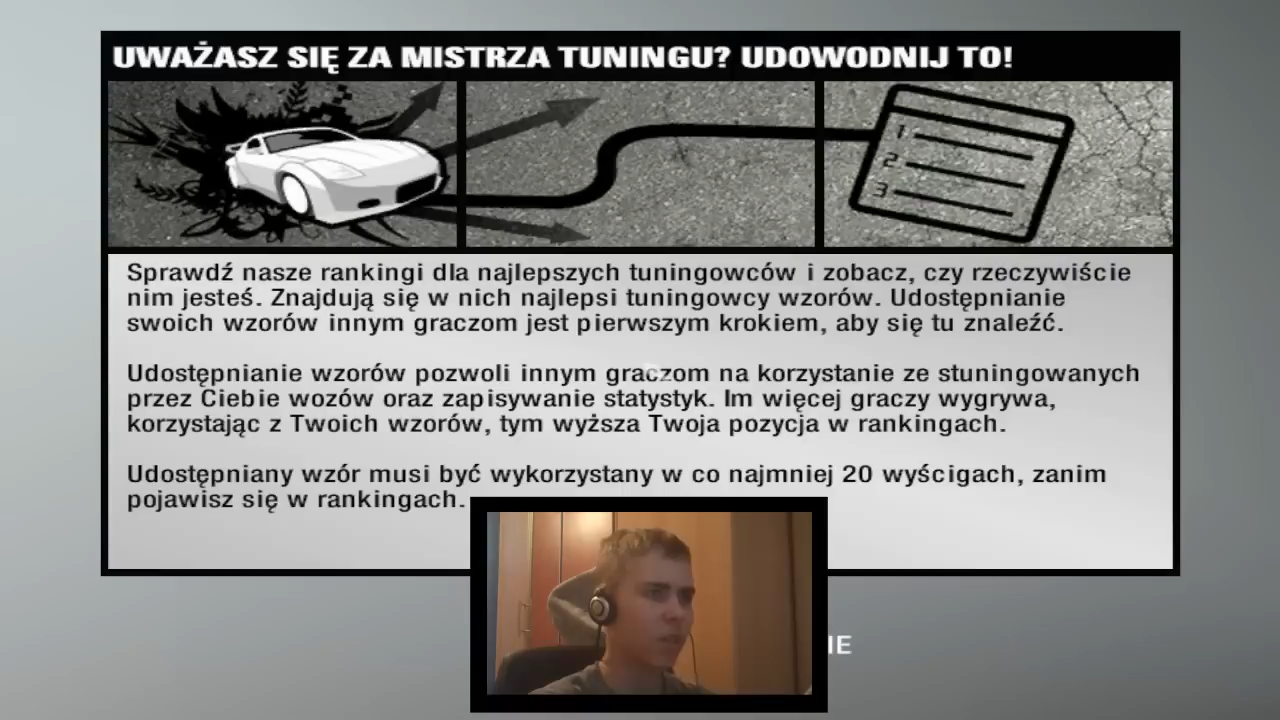 UWAŻASZ SIĘ ZA MISTRZA TUNINGU? UDOWODNIJ TO!
1
2
3
Sprawdź nasze rankingi dla najlepszych tuningowców i zobacz, czy rzeczywiście
nim jesteś. Znajdują się w nich najlepsi tuningowcy wzorów. Udostępnianie
swoich wzorów innym graczom jest pierwszym krokiem, aby się tu znaleźć.
Udostępnianie wzorów pozwoli innym graczom na korzystanie ze stuningowanych
przez Ciebie wozów oraz zapisywanie statystyk. Im więcej graczy wygrywa,
korzystając z Twoich wzorów, tym wyższa Twoja pozycja w rankingach.
Udostępniany wzór musi być wykorzystany w co najmniej 20 wyścigach, zanim
pojawisz się w rankingach.